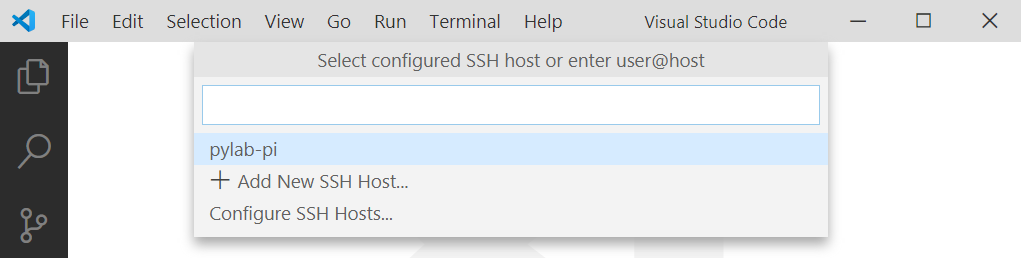 File Edit Selection View Go Run Terminal Help Visual Studio Code
Select configured SSH host or enter user@host
pylab-pi
+ Add New SSH Host...
Configure SSH Hosts...